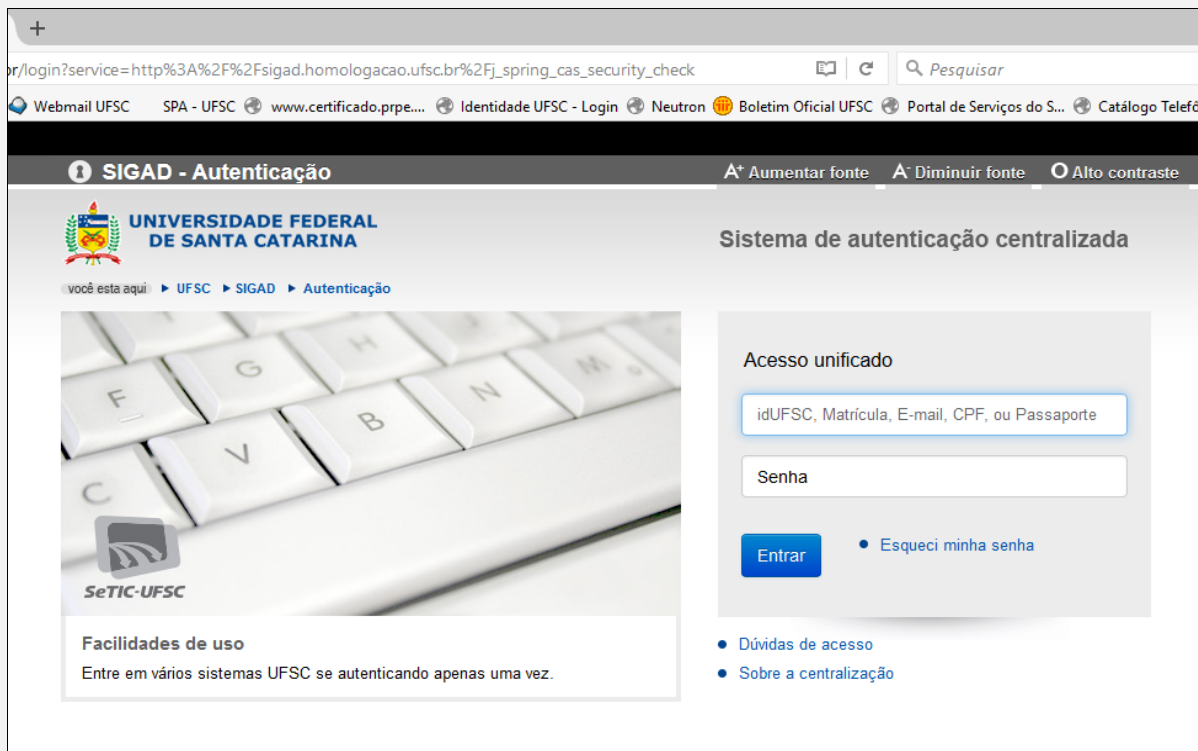 +
or/login?service=http%3A%2F%2Fsigad.homologacao.ufsc.br%2Fj_spring_cas_security_check
Pesquisar
Webmail UFSC SPA - UFSC www.certificado.prpe.... Identidade UFSC - Login Neutron Boletim Oficial UFSC Portal de Serviços do S... Catálogo Telefô
SIGAD - Autenticação
A+ Aumentar fonte A- Diminuir fonte O Alto contraste
UNIVERSIDADE FEDERAL
DE SANTA CATARINA
Sistema de autenticação centralizada
você esta aqui UFSC SIGAD Autenticação
Acesso unificado
idUFSC, Matrícula, E-mail, CPF, ou Passaporte
Senha
Entrar
Esqueci minha senha
F G H M
C V B N
SeTIC-UFSC
Facilidades de uso
Entre em vários sistemas UFSC se autenticando apenas uma vez.
Dúvidas de acesso
Sobre a centralização